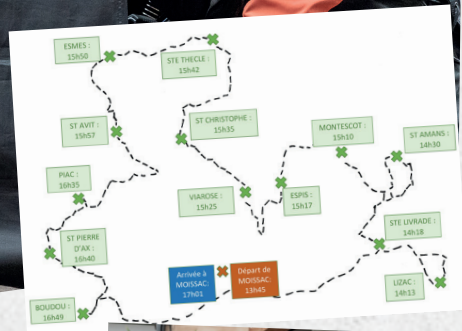 ESMES :
15h50
STE THECLE :
15h42
ST AVIT :
15h57
ST CHRISTOPHE :
15h35
MONTESCOT :
15h10
ST AMANS :
14h30
PIAC :
16h35
VIAROSE :
15h25
ESPIS :
15h17
STE LIVRADE :
14h18
ST PIERRE
D'AX :
16h40
Arrivée à
MOISSAC:
17h01
Départ de
MOISSAC:
13h45
LIZAC :
14h13
BOUDOU :
16h49